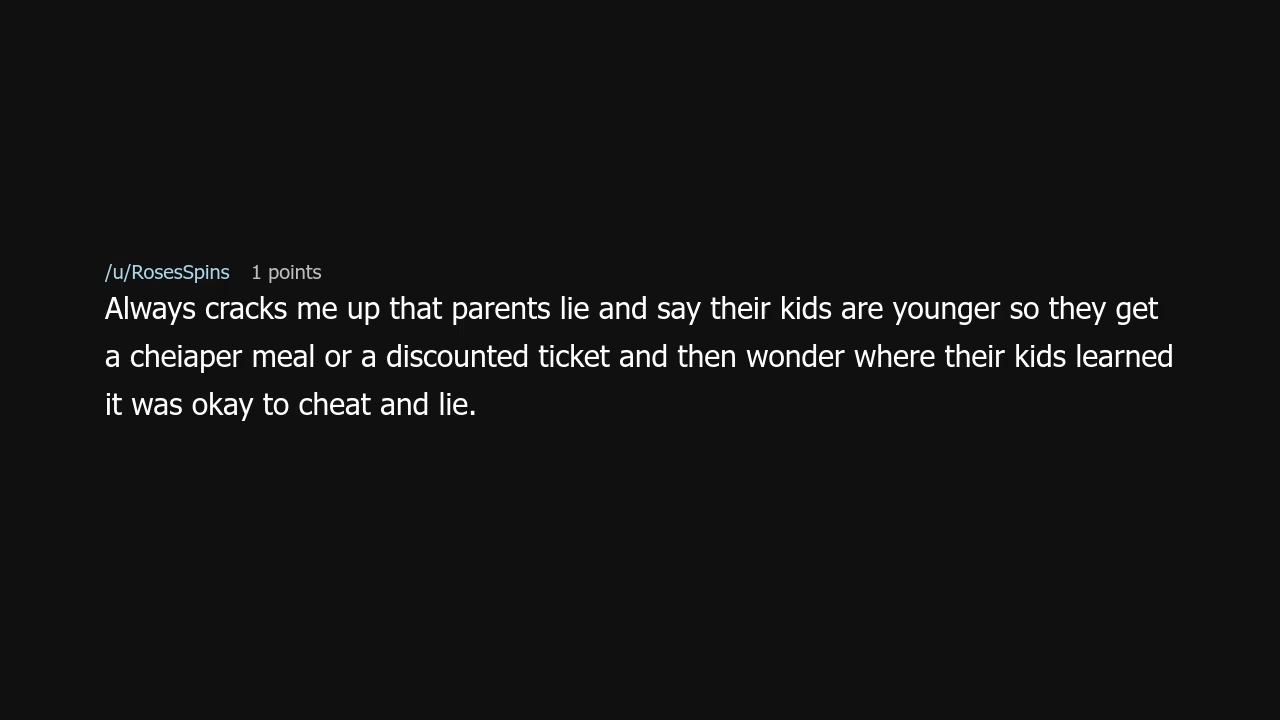 /u/RosesSpins 1 points
Always cracks me up that parents lie and say their kids are younger so they get
a cheiaper meal or a discounted ticket and then wonder where their kids learned
it was okay to cheat and lie.